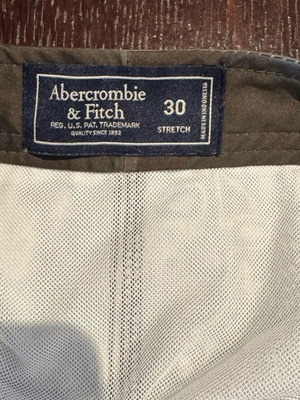 Abercrombie
& Fitch
REG. U.S. PAT. TRADEMARK
QUALITY SINCE 1892
30
STRETCH
MADE IN INDONESIA